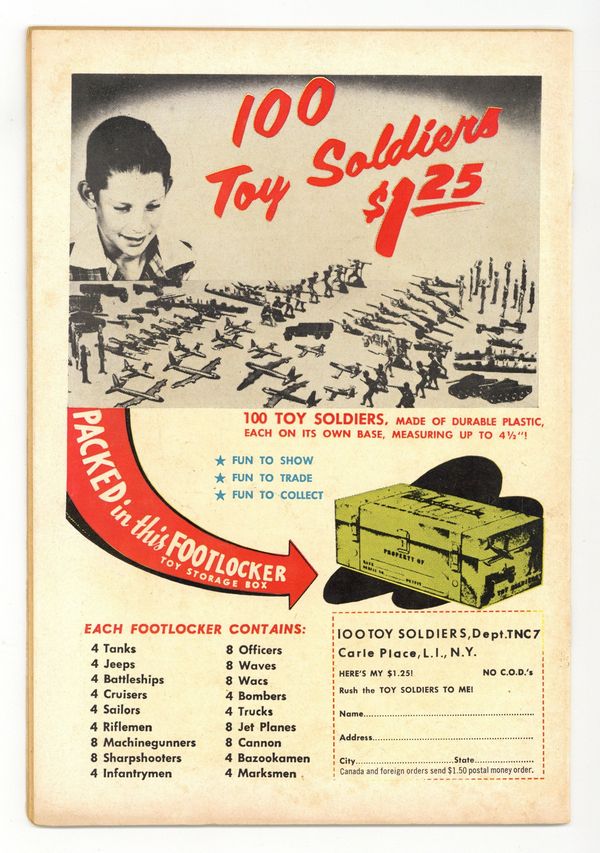 100
Toy Soldiers
$1.25
100 TOY SOLDIERS, MADE OF DURABLE PLASTIC,
EACH ON ITS OWN BASE, MEASURING UP TO 4½"!
★ FUN TO SHOW
★ FUN TO TRADE
★ FUN TO COLLECT
PACKED in this FOOTLOCKER
TOY STORAGE BOX
PROPERTY OF
TOY SOLDIERS
EACH FOOTLOCKER CONTAINS:
4 Tanks
4 Jeeps
4 Battleships
4 Cruisers
4 Sailors
4 Riflemen
8 Machinegunners
8 Sharpshooters
4 Infantrymen
8 Officers
8 Waves
8 Wacs
4 Bombers
4 Trucks
8 Jet Planes
8 Cannon
4 Bazookamen
4 Marksmen
100 TOY SOLDIERS, Dept. TNC7
Carle Place, L.I., N.Y.
HERE'S MY $1.25! NO C.O.D.'s
Rush the TOY SOLDIERS TO ME!
Name
Address
City State
Canada and foreign orders send $1.50 postal money order.